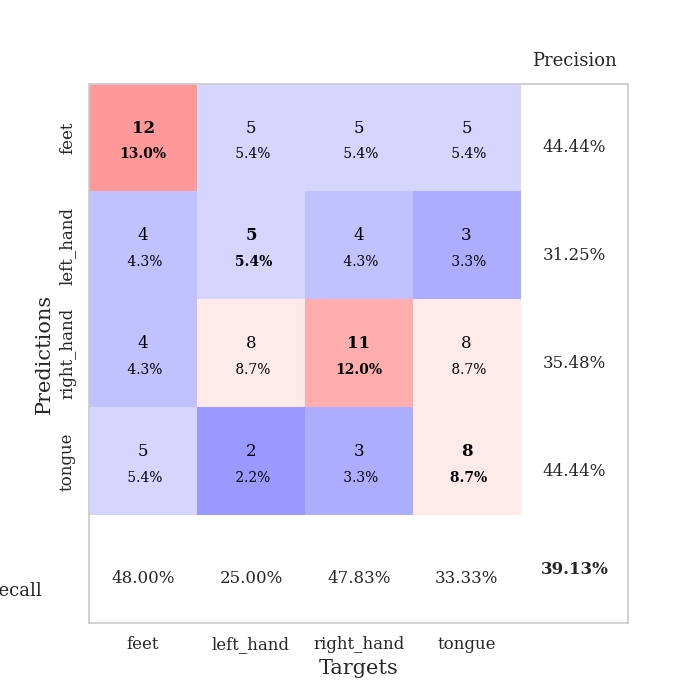 Precision
feet 12 5 5 5 44.44%
13.0% 5.4% 5.4% 5.4%
left_hand 4 5 4 3 31.25%
4.3% 5.4% 4.3% 3.3%
Predictions
right_hand 4 8 11 8 35.48%
4.3% 8.7% 12.0% 8.7%
tongue 5 2 3 8 44.44%
5.4% 2.2% 3.3% 8.7%
ecall 48.00% 25.00% 47.83% 33.33% 39.13%
feet left_hand right_hand tongue
Targets